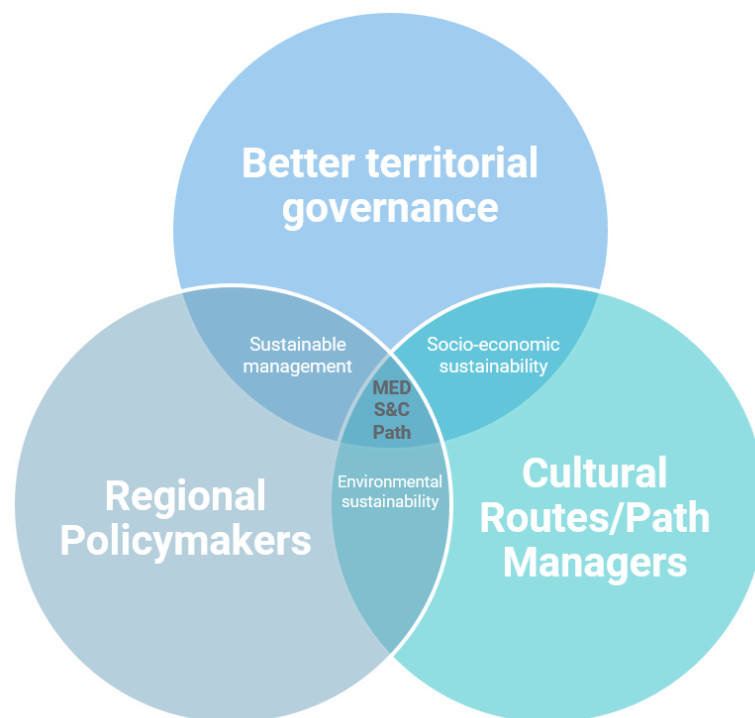 Better territorial
governance
Sustainable
management
Socio-economic
sustainability
MED
S&C
Path
Environmental
sustainability
Regional
Policymakers
Cultural
Routes/Path
Managers